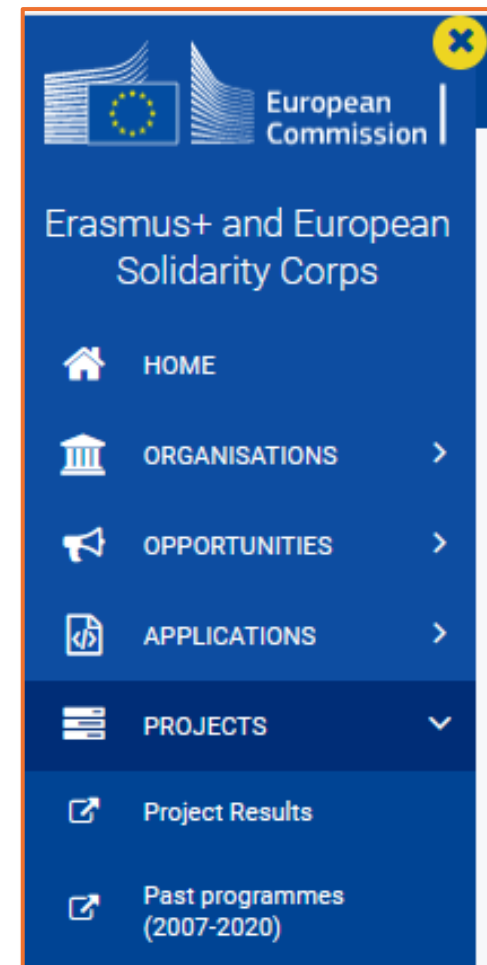 European
Commission
Erasmus+ and European
Solidarity Corps
HOME
ORGANISATIONS
OPPORTUNITIES
APPLICATIONS
PROJECTS
Project Results
Past programmes
(2007-2020)